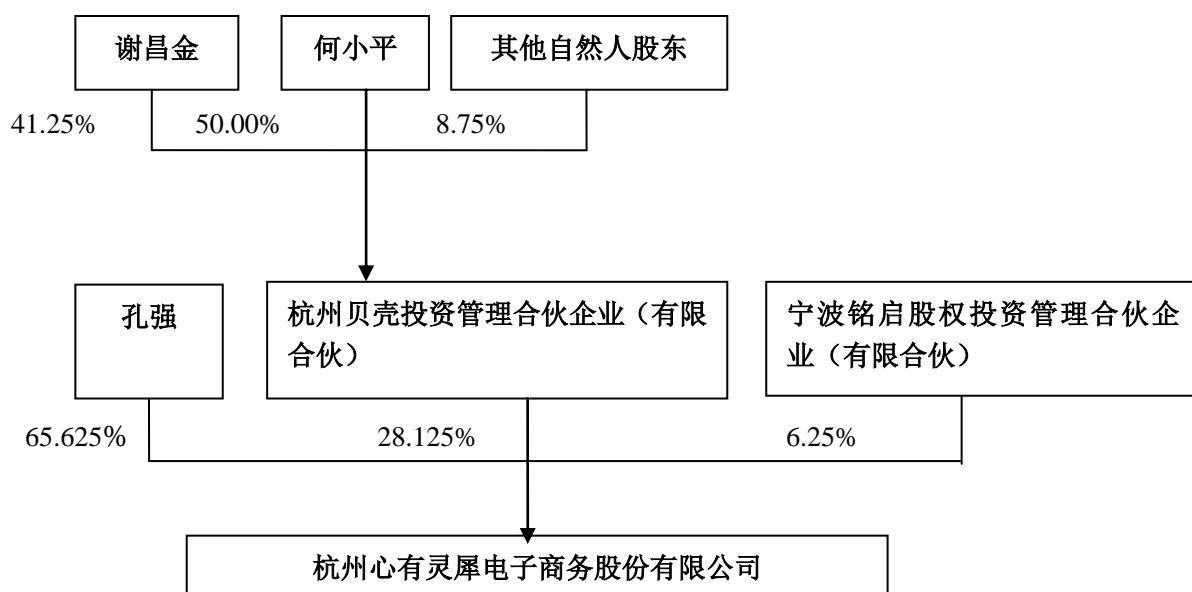 谢昌金
何小平
其他自然人股东
41.25%
50.00%
8.75%
孔强
杭州贝壳投资管理合伙企业（有限
合伙）
宁波铭启股权投资管理合伙企
业（有限合伙）
65.625%
28.125%
6.25%
杭州心有灵犀电子商务股份有限公司